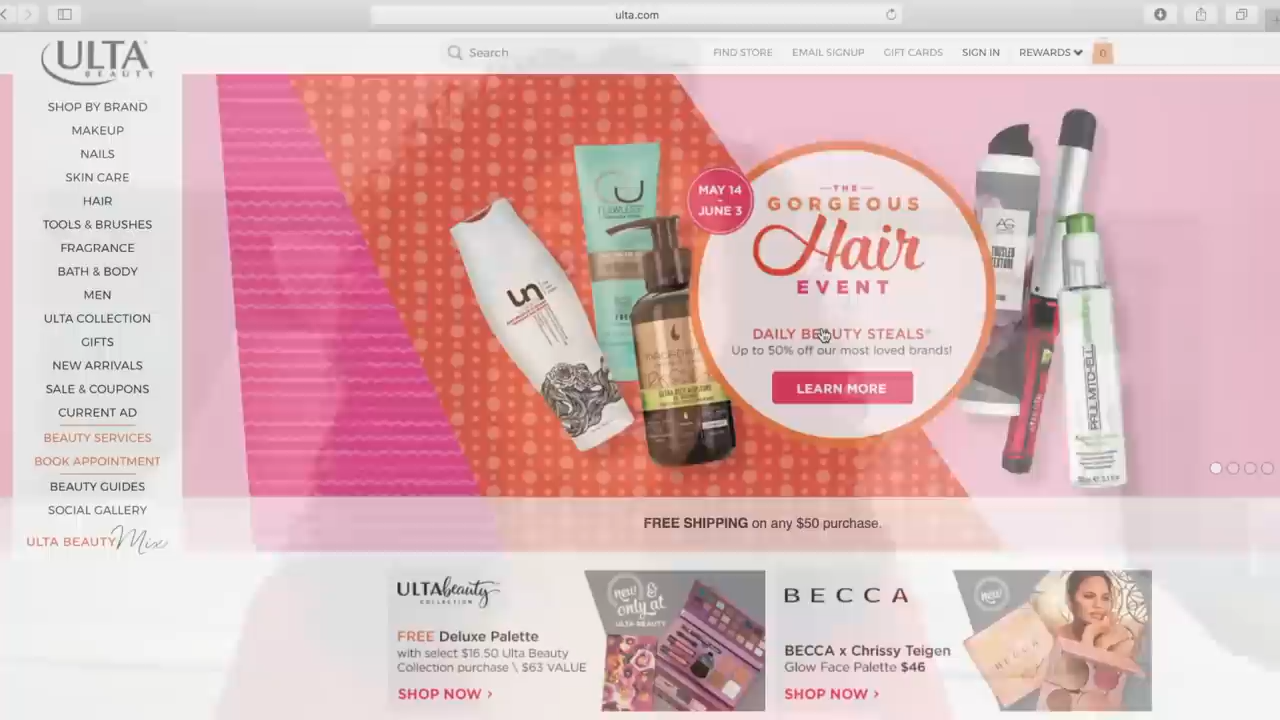 ulta.com
ULTA
BEAUTY
Search
FIND STORE
EMAIL SIGNUP
GIFT CARDS
SIGN IN
REWARDS
0
SHOP BY BRAND
MAKEUP
NAILS
SKIN CARE
HAIR
TOOLS & BRUSHES
FRAGRANCE
BATH & BODY
MEN
ULTA COLLECTION
GIFTS
NEW ARRIVALS
SALE & COUPONS
CURRENT AD
BEAUTY SERVICES
BOOK APPOINTMENT
BEAUTY GUIDES
SOCIAL GALLERY
ULTA BEAUTY Mix
MAY 14
-
JUNE 3
THE
GORGEOUS
Hair
EVENT
DAILY BEAUTY STEALS®
Up to 50% off our most loved brands!
LEARN MORE
un
AG
PAUL MITCHELL
FREE SHIPPING on any $50 purchase.
ULTA beauty
COLLECTION
FREE Deluxe Palette
with select $16.50 Ulta Beauty
Collection purchase \ $63 VALUE
SHOP NOW >
new &
only at
ULTA BEAUTY
BECCA
BECCA x Chrissy Teigen
Glow Face Palette $46
SHOP NOW >
new
BECCA